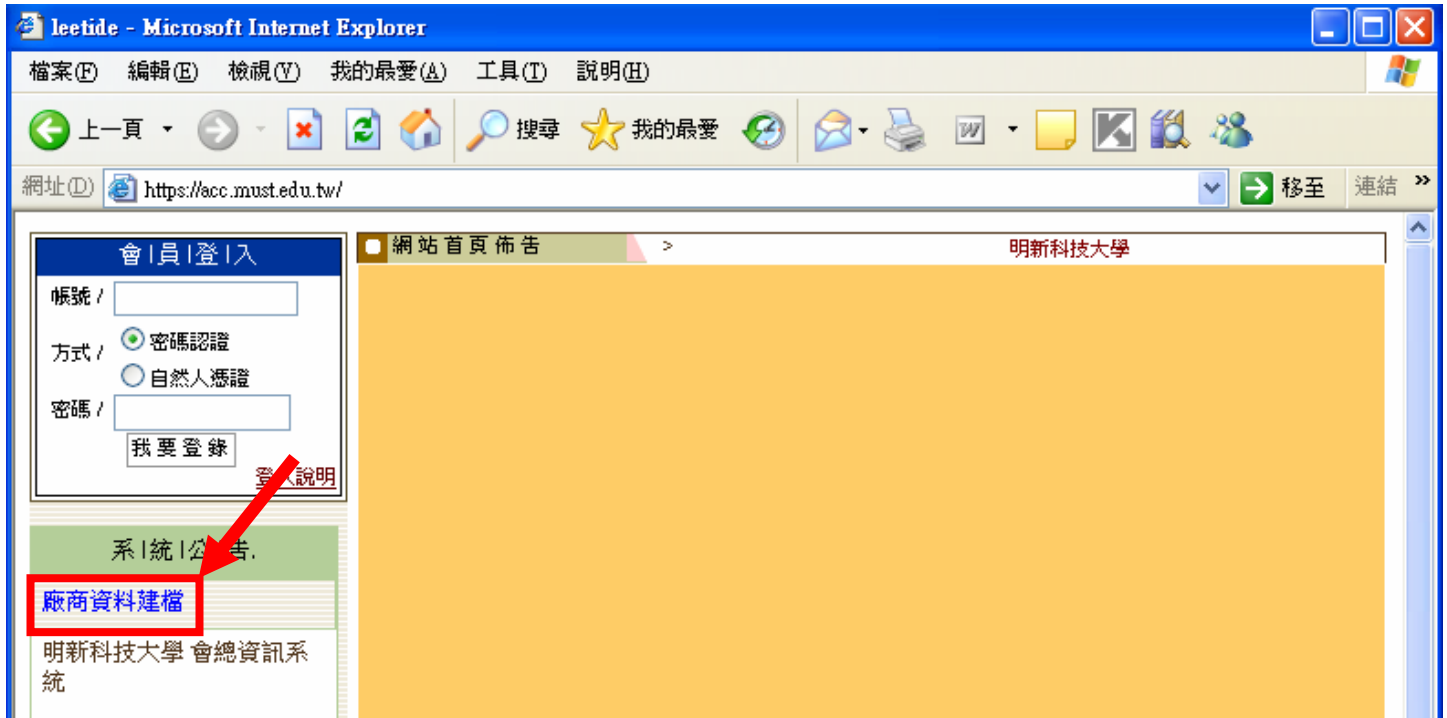 leetide - Microsoft Internet Explorer
檔案(F) 編輯(E) 檢視(V) 我的最愛(A) 工具(T) 說明(H)
上一頁 搜尋 我的最愛
網址(D) https://acc.must.edu.tw/ 移至 連結 »
會|員|登|入
帳號 /
方式 / 密碼認證
自然人憑證
密碼 /
我要登錄
登入說明
網站首頁佈告 > 明新科技大學
系|統|公|告.
廠商資料建檔
明新科技大學 會總資訊系
統